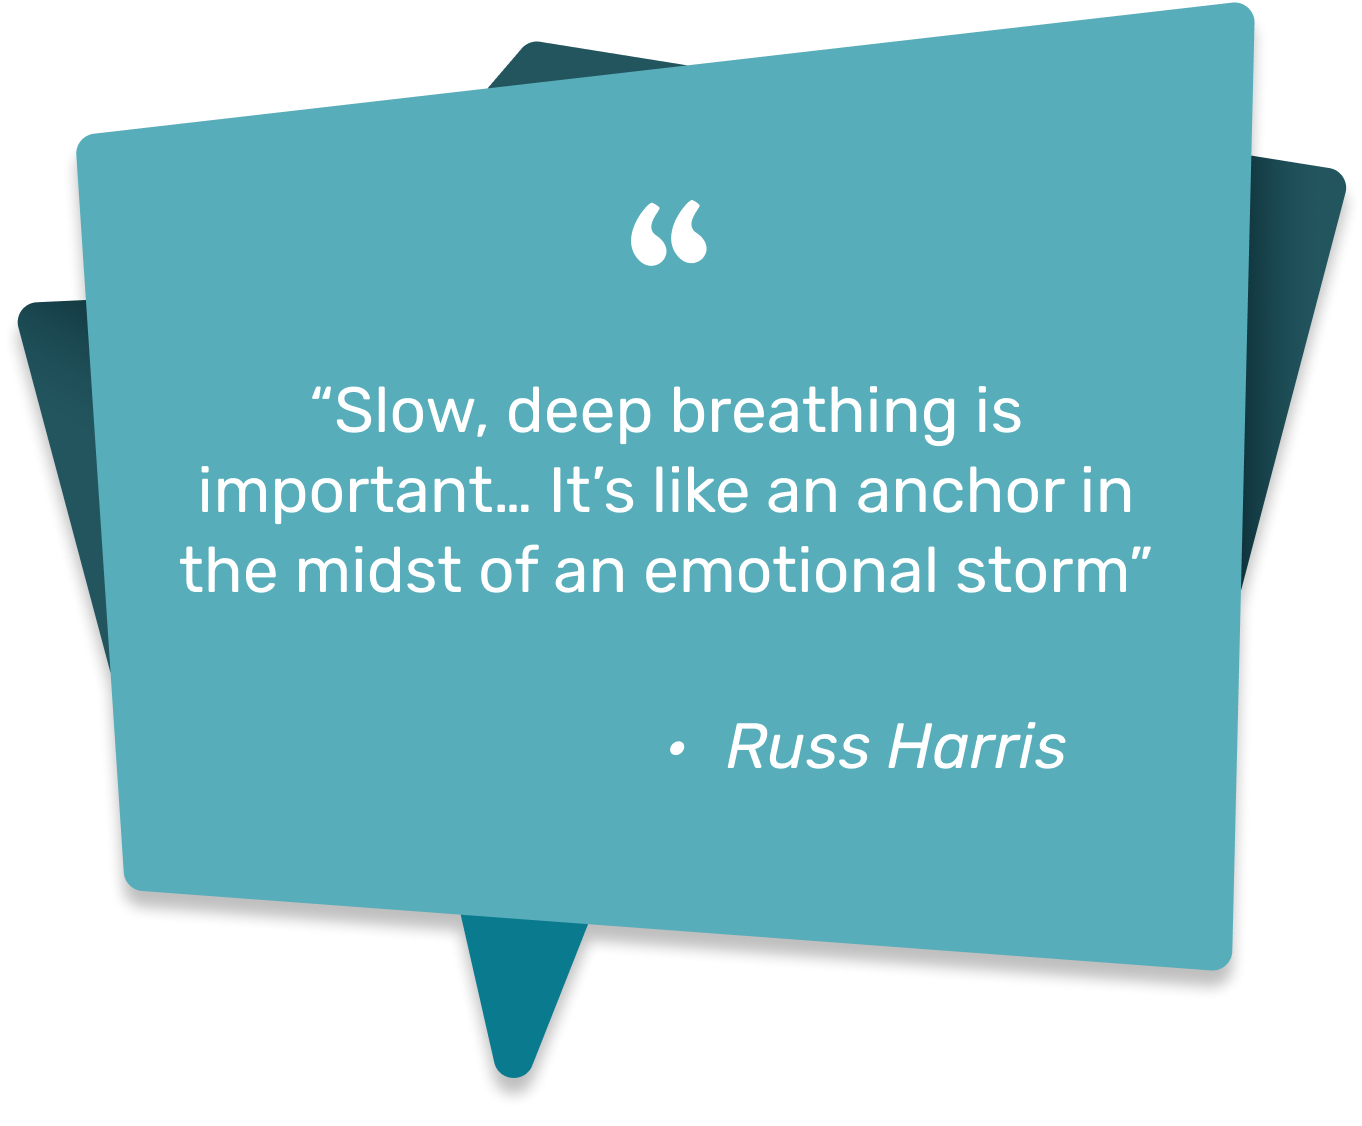 “
“Slow, deep breathing is
important... It’s like an anchor in
the midst of an emotional storm”
• Russ Harris